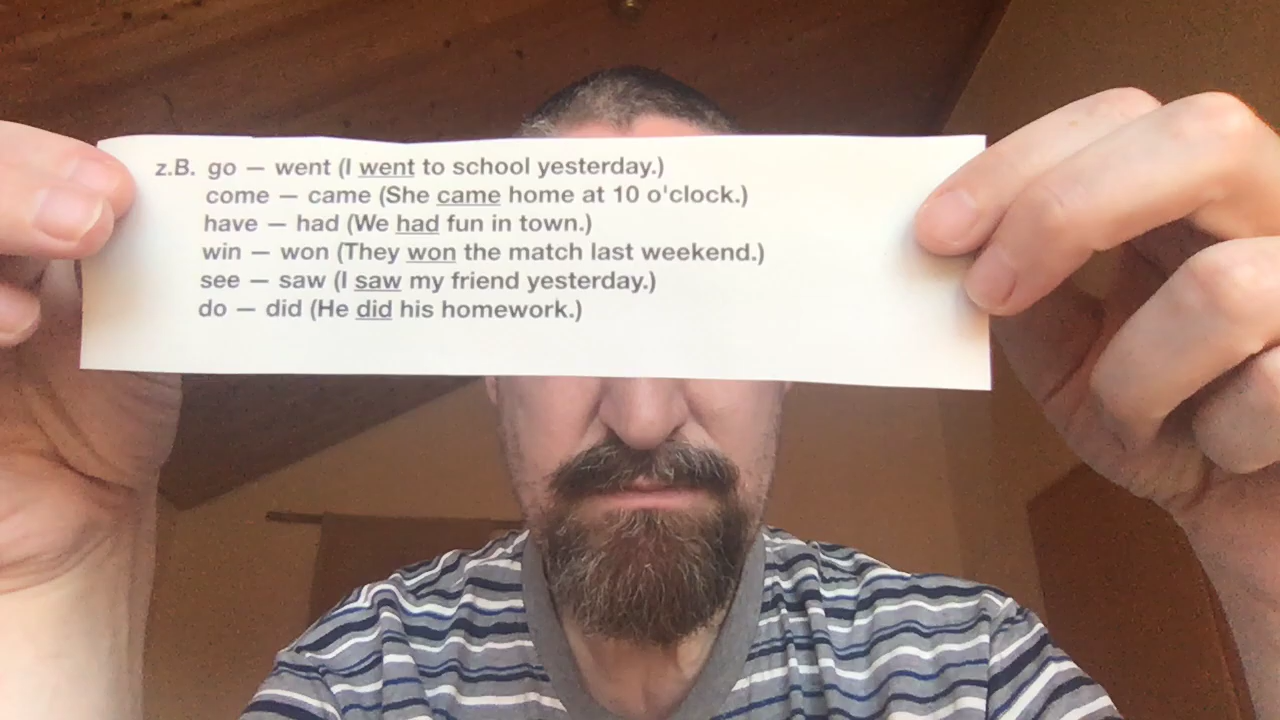 z.B. go — went (I went to school yesterday.)
come — came (She came home at 10 o'clock.)
have — had (We had fun in town.)
win — won (They won the match last weekend.)
see — saw (I saw my friend yesterday.)
do — did (He did his homework.)